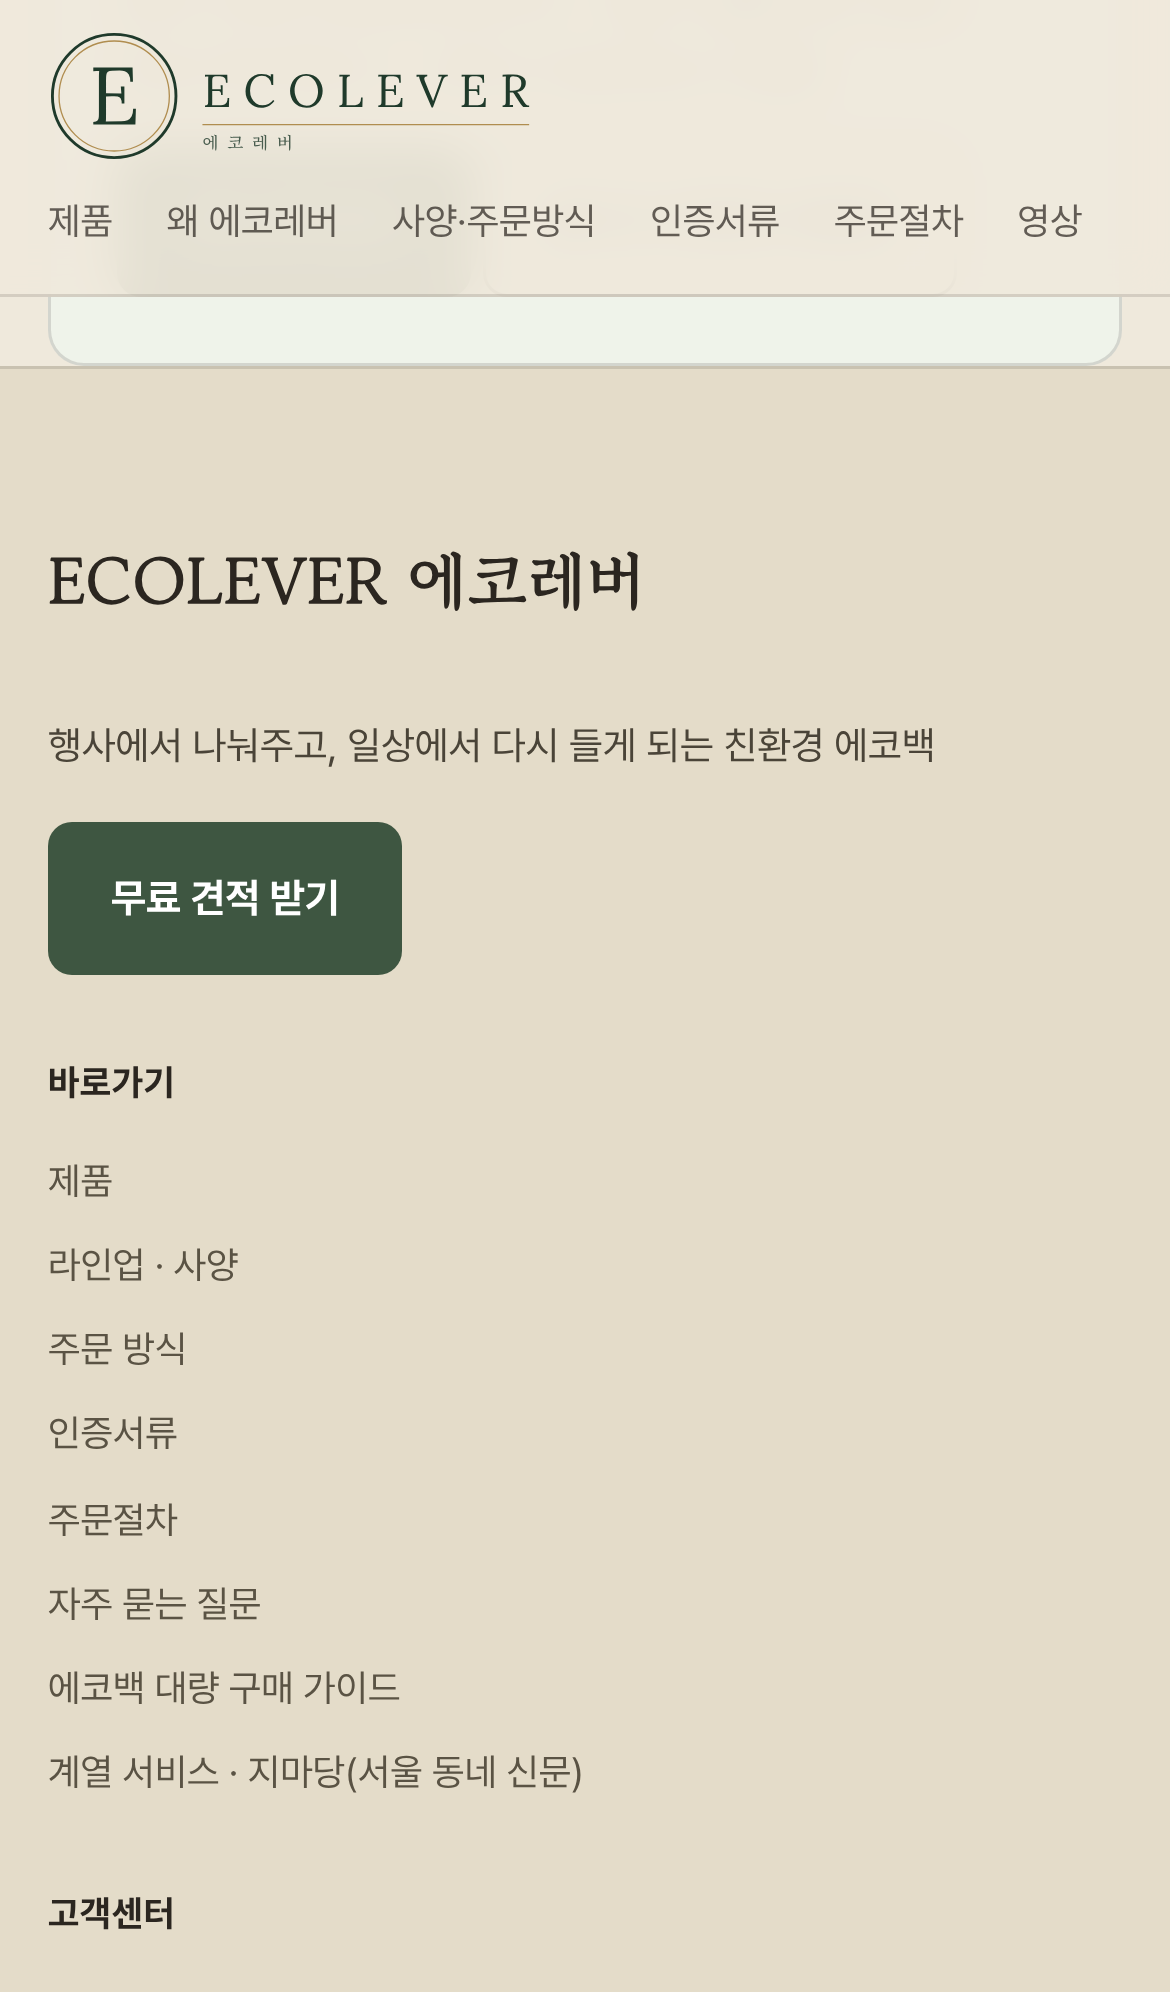 E
ECOLEVER
에코레버
제품 왜 에코레버 사양·주문방식 인증서류 주문절차 영상
ECOLEVER 에코레버
행사에서 나눠주고, 일상에서 다시 들게 되는 친환경 에코백
무료 견적 받기
바로가기
제품
라인업 · 사양
주문 방식
인증서류
주문절차
자주 묻는 질문
에코백 대량 구매 가이드
계열 서비스 · 지마당(서울 동네 신문)
고객센터